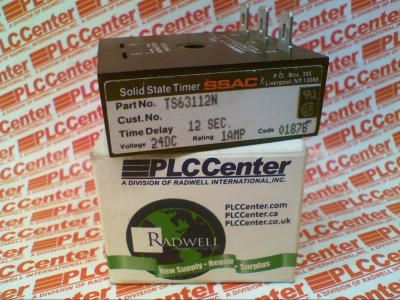 Solid State Timer SSAC
P.O. Box 395
Liverpool, NY 13088
Part No. TS63112N
Cust. No.
Time Delay 12 SEC.
Voltage 24DC Rating 1AMP Code 01878
PLCCenter
A DIVISION OF RADWELL INTERNATIONAL, INC.
PLCCenter.com
PLCCenter.ca
PLCCenter.co.uk
RADWELL
New Supply • Repair • Surplus